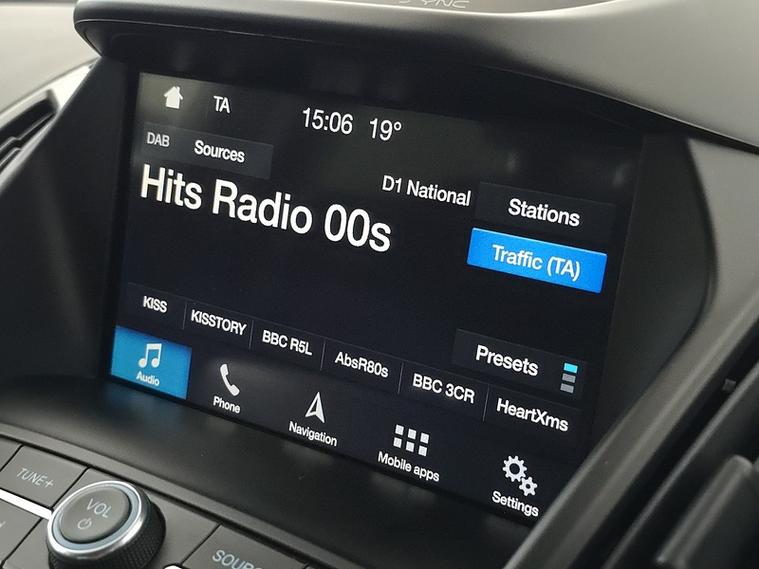 SYNC
TA
15:06 19°
DAB Sources
D1 National
Stations
Hits Radio 00s
Traffic (TA)
KISS
KISSTORY
BBC R5L
AbsR80s
BBC 3CR
HeartXms
Presets
Audio
Phone
Navigation
Mobile apps
Settings
TUNE+
VOL